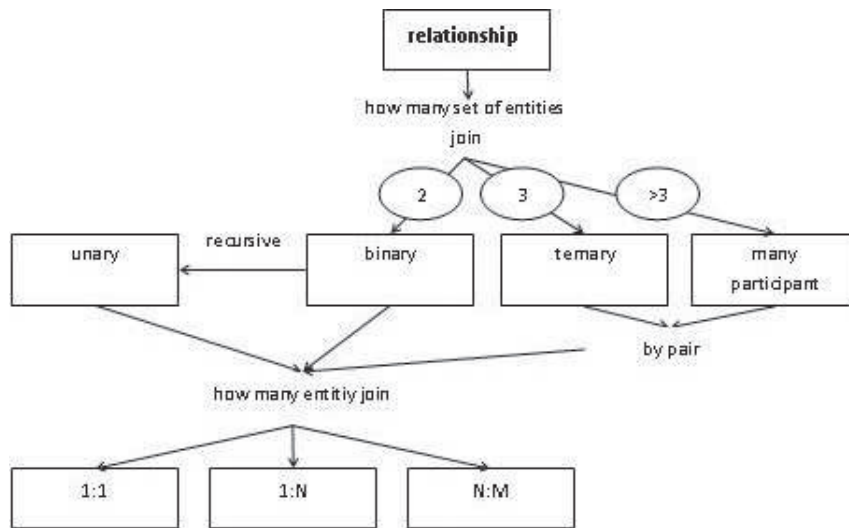 relationship
how many set of entities
join
2
3
>3
unary
recursive
binary
ternary
many
participant
by pair
how many entitiy join
1:1
1:N
N:M